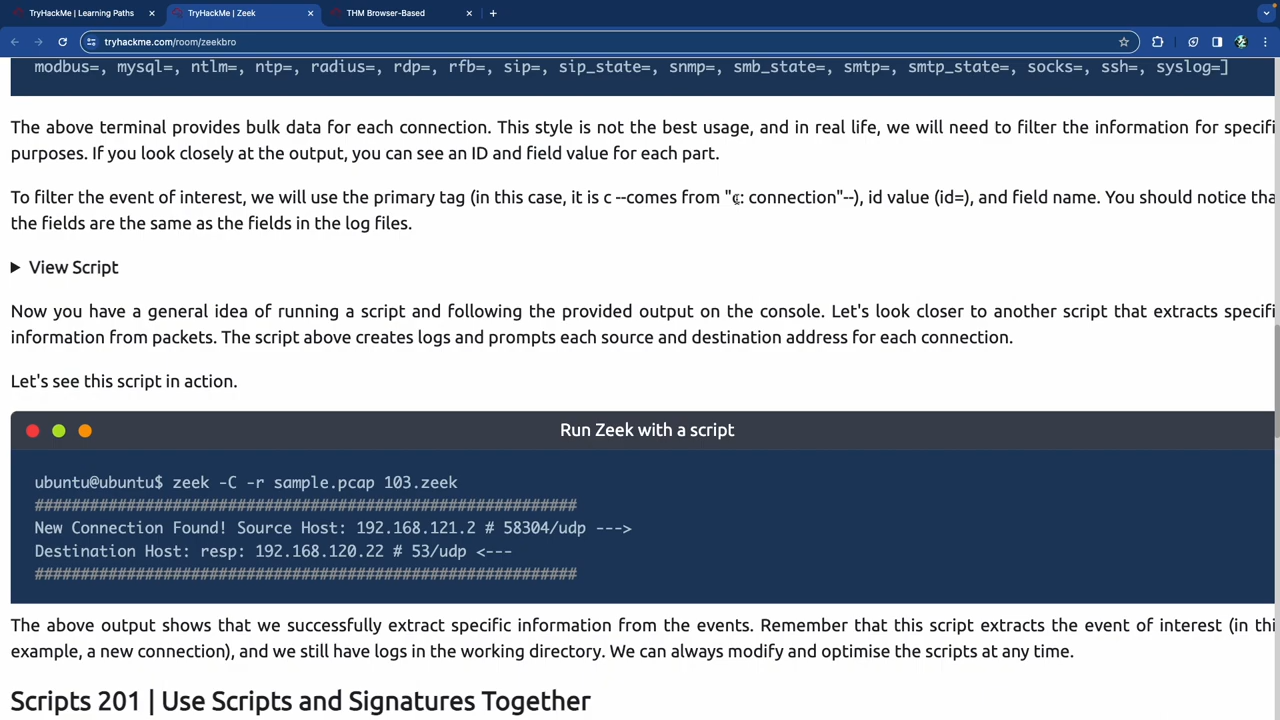 TryHackMe | Learning Paths
TryHackMe | Zeek
THM Browser-Based
tryhackme.com/room/zeekbro
modbus=, mysql=, ntlm=, ntp=, radius=, rdp=, rfb=, sip=, sip_state=, snmp=, smb_state=, smtp=, smtp_state=, socks=, ssh=, syslog=]
The above terminal provides bulk data for each connection. This style is not the best usage, and in real life, we will need to filter the information for specifi
purposes. If you look closely at the output, you can see an ID and field value for each part.
To filter the event of interest, we will use the primary tag (in this case, it is c --comes from "c: connection"--), id value (id=), and field name. You should notice tha
the fields are the same as the fields in the log files.
View Script
Now you have a general idea of running a script and following the provided output on the console. Let's look closer to another script that extracts specifi
information from packets. The script above creates logs and prompts each source and destination address for each connection.
Let's see this script in action.
Run Zeek with a script
ubuntu@ubuntu$ zeek -C -r sample.pcap 103.zeek
###########################################################
New Connection Found! Source Host: 192.168.121.2 # 58304/udp --->
Destination Host: resp: 192.168.120.22 # 53/udp <---
###########################################################
The above output shows that we successfully extract specific information from the events. Remember that this script extracts the event of interest (in thi
example, a new connection), and we still have logs in the working directory. We can always modify and optimise the scripts at any time.
Scripts 201 | Use Scripts and Signatures Together